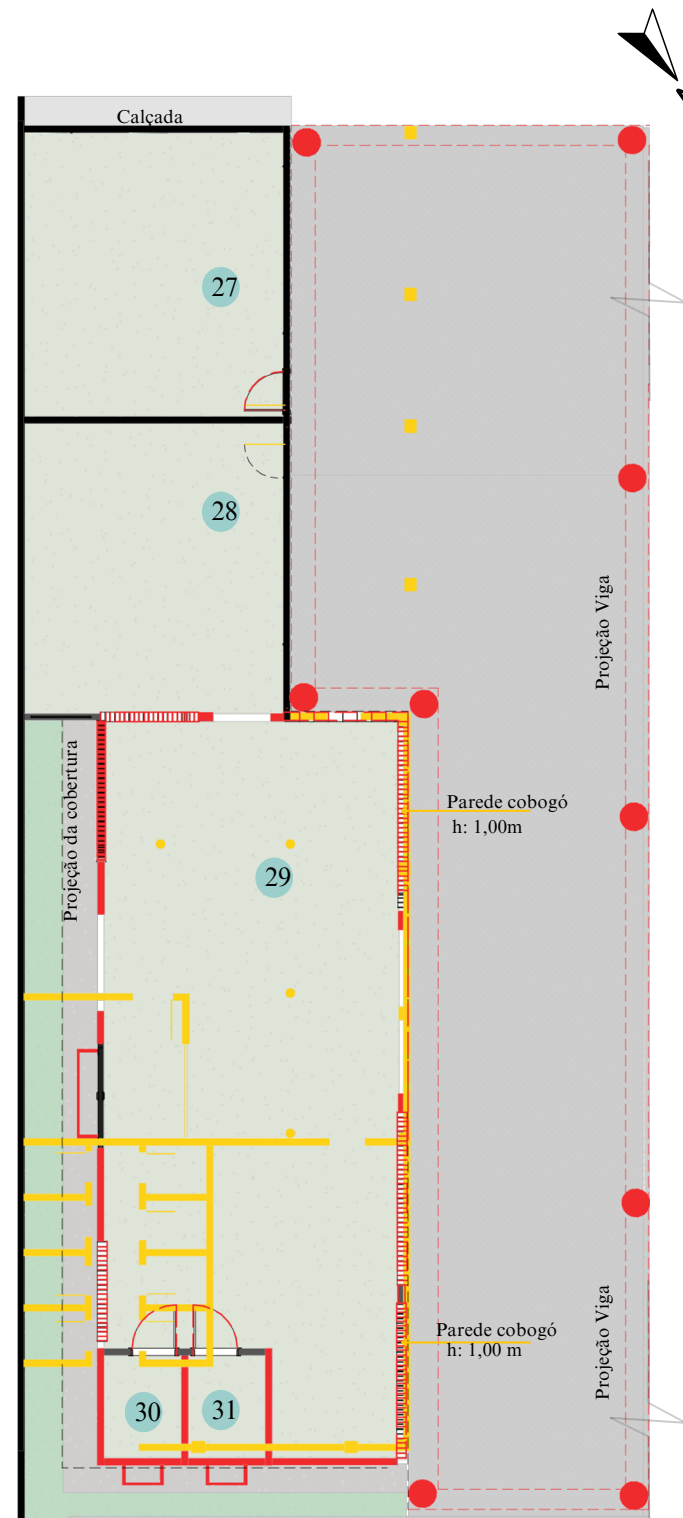 Calçada
27
28
Projeção Viga
Projeção da cobertura
Parede cobogó
h: 1,00m
29
Parede cobogó
h: 1,00 m
Projeção Viga
30
31